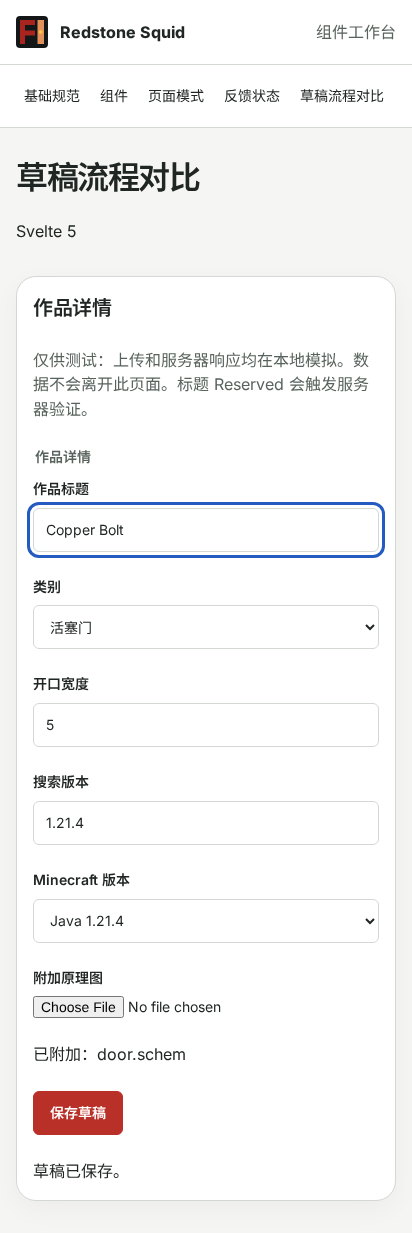 Redstone Squid
组件工作台
基础规范 组件 页面模式 反馈状态 草稿流程对比
草稿流程对比
Svelte 5
作品详情
仅供测试：上传和服务器响应均在本地模拟。数
据不会离开此页面。标题 Reserved 会触发服务
器验证。
作品详情
作品标题
Copper Bolt
类别
活塞门
开口宽度
5
搜索版本
1.21.4
Minecraft 版本
Java 1.21.4
附加原理图
Choose File No file chosen
已附加：door.schem
保存草稿
草稿已保存。